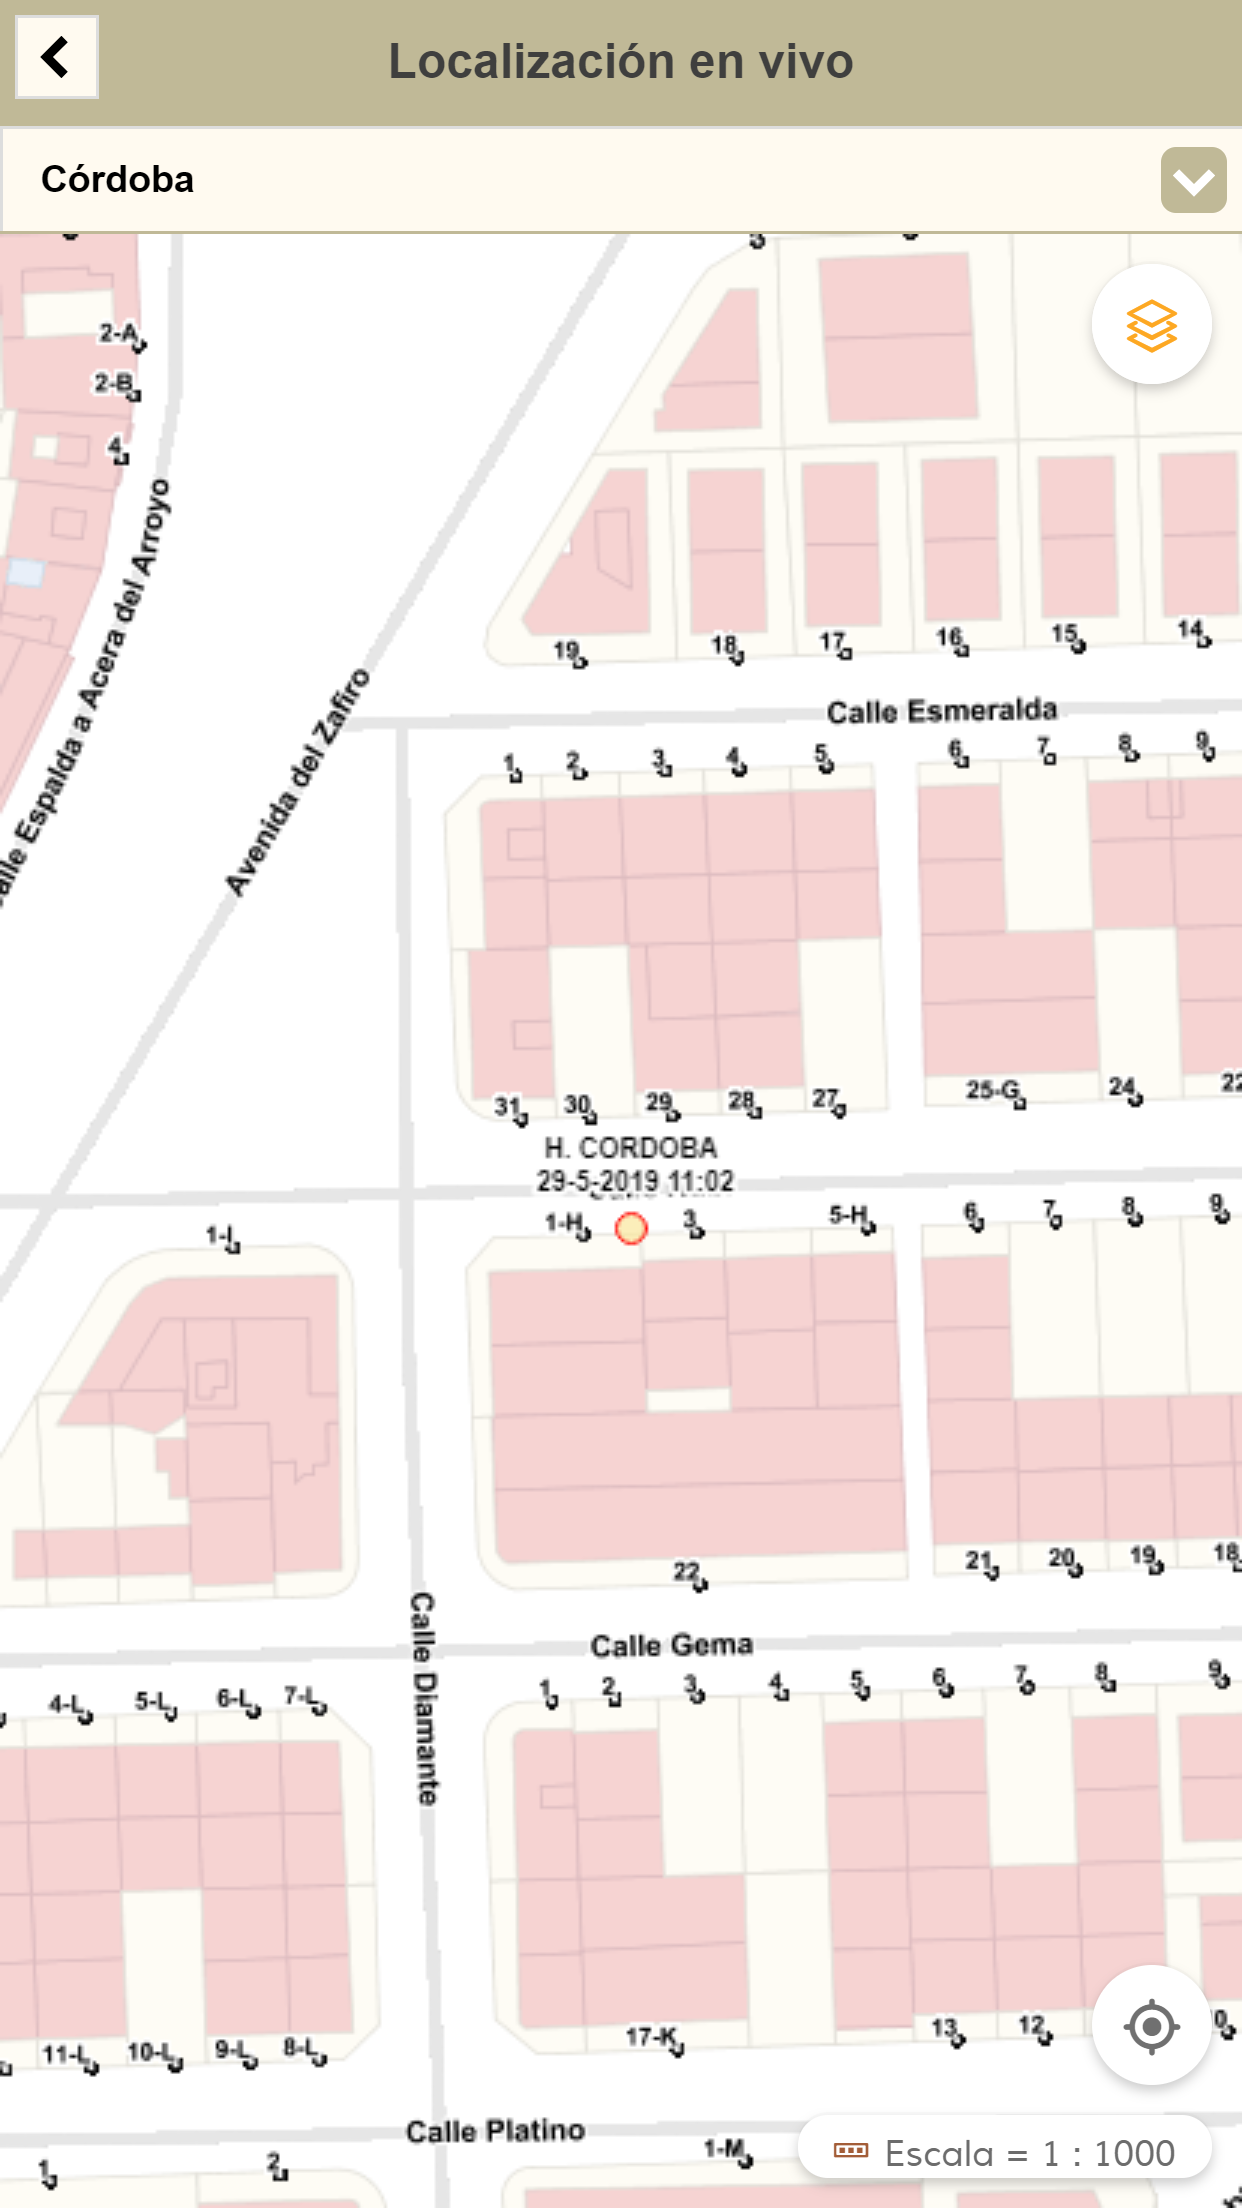 Localización en vivo
Córdoba
2-A
2-B
4
Calle Espalda a Acera del Arroyo
Avenida del Zafiro
19 18 17 16 15 14
Calle Esmeralda
1 2 3 4 5 6 7 8 9
31 30 29 28 27 25-G 24 22
H. CORDOBA
29-5-2019 11:02
1-I 1-H 3 5-H 6 7 8 9
22 21 20 19 18
Calle Gema
Calle Diamante
4-L 5-L 6-L 7-L 1 2 3 4 5 6 7 8 9
11-L 10-L 9-L 8-L 17-K 13 12
Calle Platino
1 2 1-M
Escala = 1 : 1000